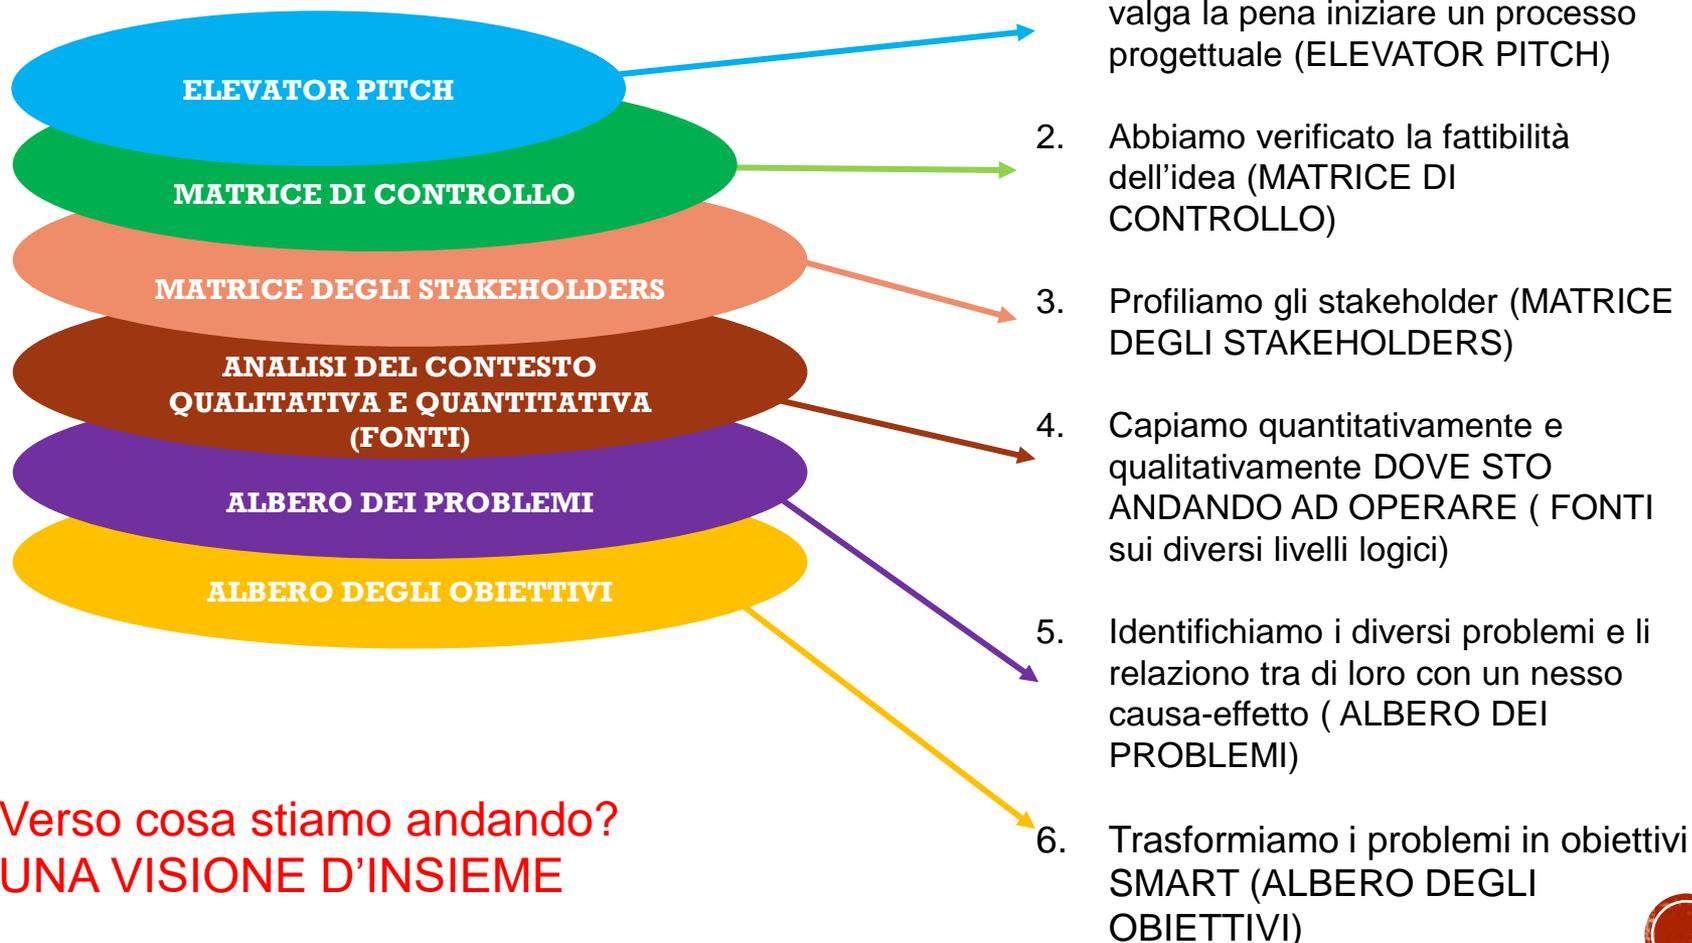 ELEVATOR PITCH
MATRICE DI CONTROLLO
MATRICE DEGLI STAKEHOLDERS
ANALISI DEL CONTESTO
QUALITATIVA E QUANTITATIVA
(FONTI)
ALBERO DEI PROBLEMI
ALBERO DEGLI OBIETTIVI
Verso cosa stiamo andando?
UNA VISIONE D'INSIEME
valga la pena iniziare un processo
progettuale (ELEVATOR PITCH)
2. Abbiamo verificato la fattibilità
dell'idea (MATRICE DI
CONTROLLO)
3. Profiliamo gli stakeholder (MATRICE
DEGLI STAKEHOLDERS)
4. Capiamo quantitativamente e
qualitativamente DOVE STO
ANDANDO AD OPERARE ( FONTI
sui diversi livelli logici)
5. Identifichiamo i diversi problemi e li
relaziono tra di loro con un nesso
causa-effetto ( ALBERO DEI
PROBLEMI)
6. Trasformiamo i problemi in obiettivi
SMART (ALBERO DEGLI
OBIETTIVI)